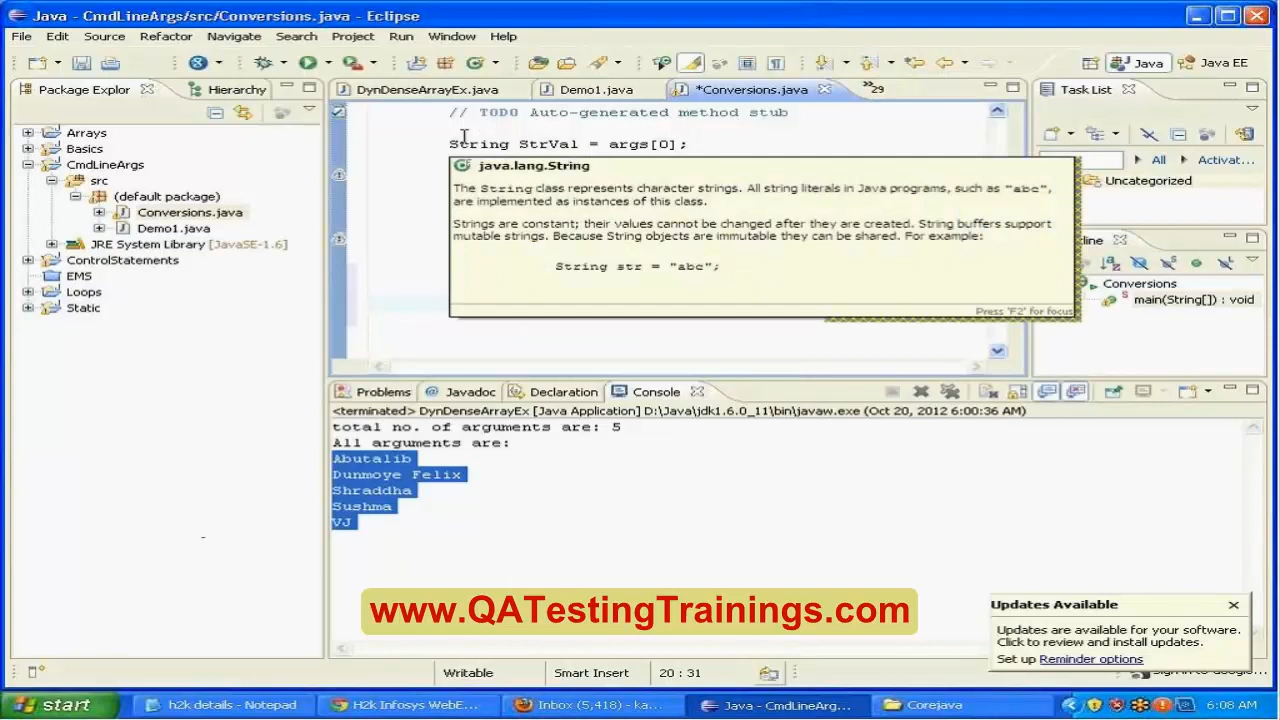 Java - CmdLineArgs/src/Conversions.java - Eclipse
File Edit Source Refactor Navigate Search Project Run Window Help
Java Java EE
Package Explor Hierarchy
DynDenseArrayEx.java Demo1.java *Conversions.java 29
Task List
Arrays
Basics
CmdLineArgs
src
(default package)
Conversions.java
Demo1.java
JRE System Library [JavaSE-1.6]
ControlStatements
EMS
Loops
Static
// TODO Auto-generated method stub
String StrVal = args[0];
java.lang.String
The String class represents character strings. All string literals in Java programs, such as "abc",
are implemented as instances of this class.
Strings are constant; their values cannot be changed after they are created. String buffers support
mutable strings. Because String objects are immutable they can be shared. For example:
String str = "abc";
Press 'F2' for focus
All Activat...
Uncategorized
line
Conversions
main(String[]) : void
Problems Javadoc Declaration Console
<terminated> DynDenseArrayEx [Java Application] D:\Java\jdk1.6.0_11\bin\javaw.exe (Oct 20, 2012 6:00:36 AM)
total no. of arguments are: 5
All arguments are:
Abutalib
Dunmoye Felix
Shraddha
Sushma
VJ
www.QATestingTrainings.com
Updates Available
Updates are available for your software.
Click to review and install updates.
Set up Reminder options
Writable Smart Insert 20 : 31
start h2k details - Notepad H2k Infosys WebE... Inbox (5,418) - ka... Java - CmdLineArg... Corejava 6:08 AM